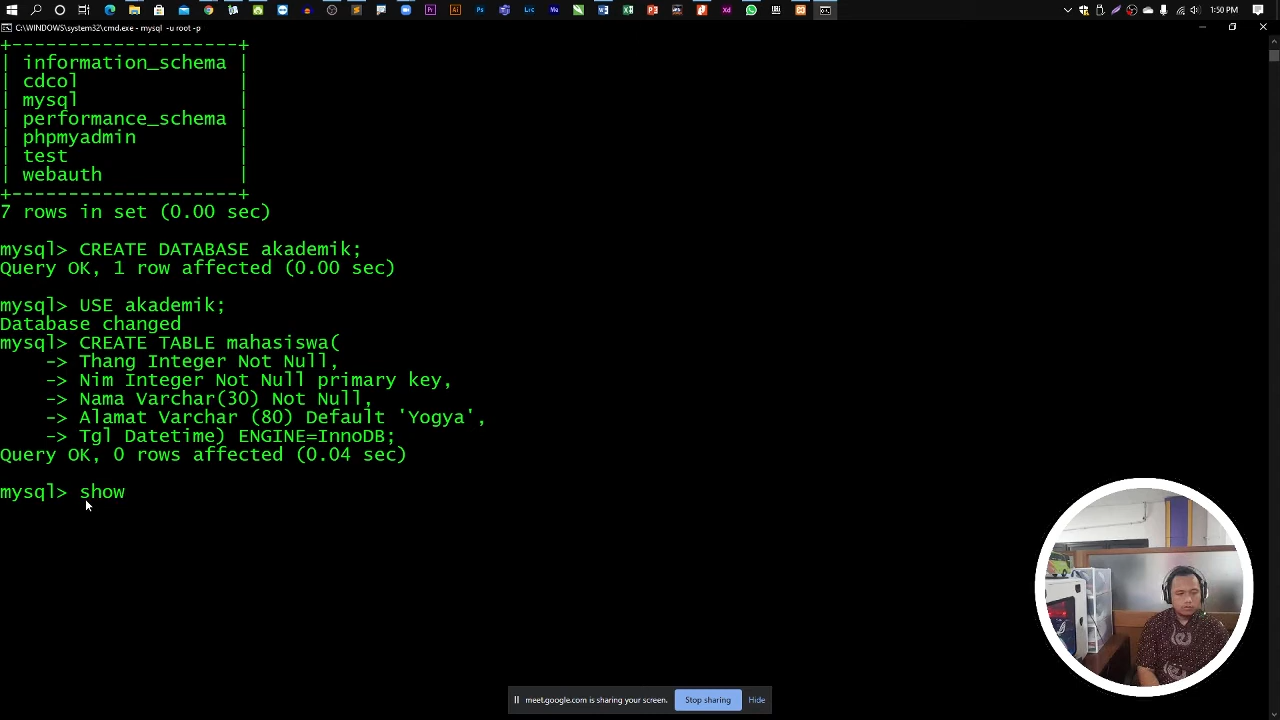 1:50 PM
C:\WINDOWS\system32\cmd.exe - mysql -u root -p
+--------------------+
| information_schema |
| cdcol |
| mysql |
| performance_schema |
| phpmyadmin |
| test |
| webauth |
+--------------------+
7 rows in set (0.00 sec)
mysql> CREATE DATABASE akademik;
Query OK, 1 row affected (0.00 sec)
mysql> USE akademik;
Database changed
mysql> CREATE TABLE mahasiswa(
-> Thang Integer Not Null,
-> Nim Integer Not Null primary key,
-> Nama Varchar(30) Not Null,
-> Alamat Varchar (80) Default 'Yogya',
-> Tgl Datetime) ENGINE=InnoDB;
Query OK, 0 rows affected (0.04 sec)
mysql> show
meet.google.com is sharing your screen. Stop sharing Hide